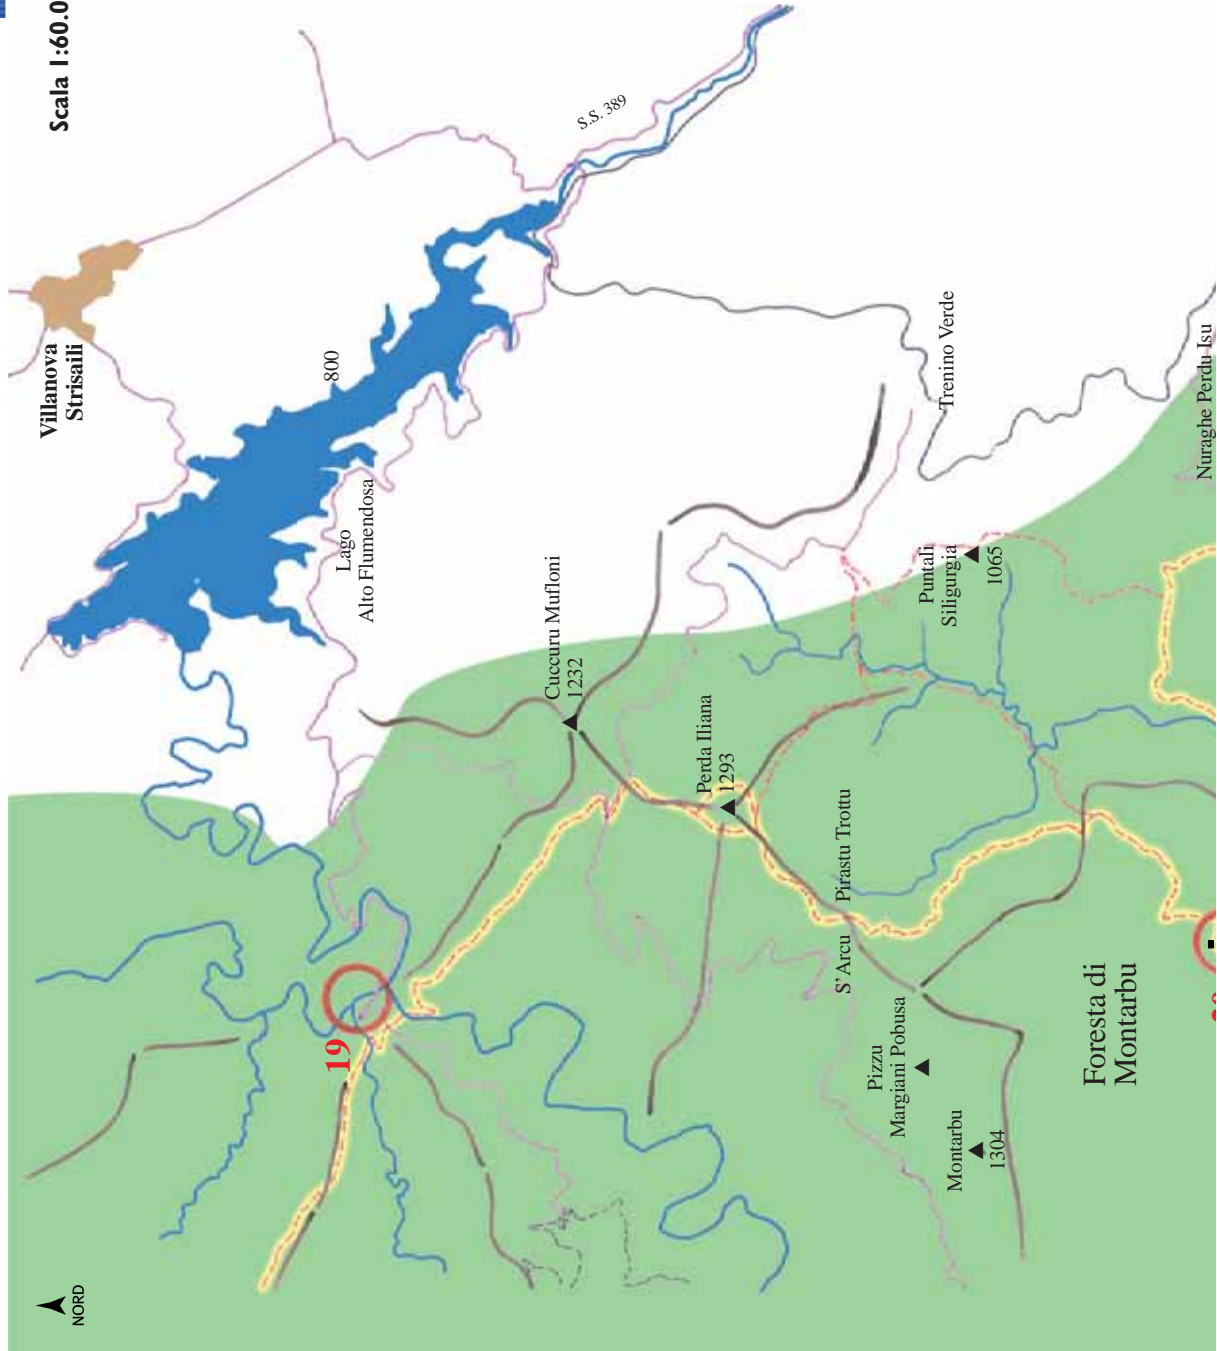 Scala 1:60.0
Villanova
Strisaili
S.S. 389
800
Lago
Alto Flumendosa
Trenino Verde
Nuraghe Perdu Isu
Cuccuru Mufloni
1232
Puntali
Siligurgia
1065
Perda Iliana
1293
Pirastu Trottu
S'Arcu
19
Pizzu
Margiani Pobusa
Montarbu
1304
Foresta di
Montarbu
NORD